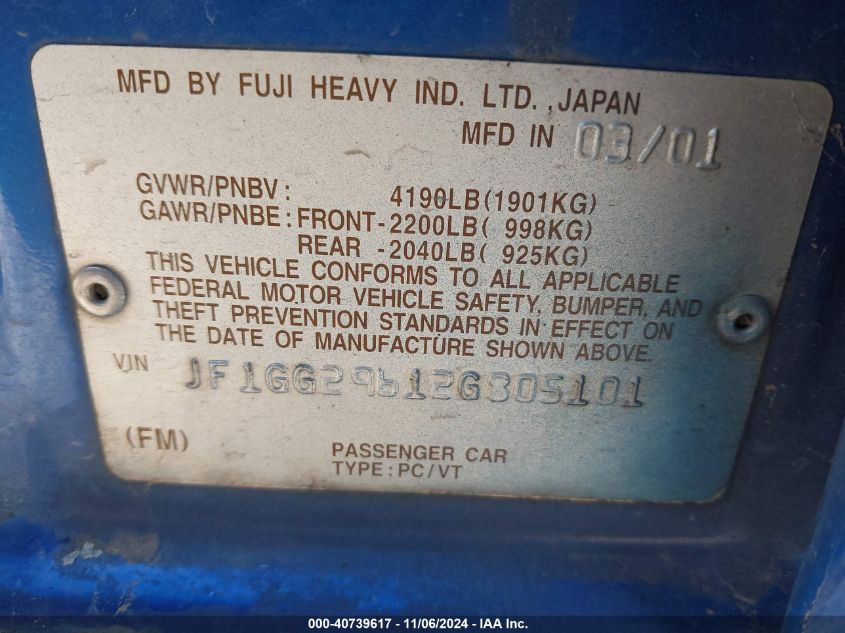 MFD BY FUJI HEAVY IND. LTD., JAPAN
MFD IN 03/01
GVWR/PNBV: 4190LB(1901KG)
GAWR/PNBE: FRONT-2200LB( 998KG)
REAR -2040LB( 925KG)
THIS VEHICLE CONFORMS TO ALL APPLICABLE
FEDERAL MOTOR VEHICLE SAFETY, BUMPER, AND
THEFT PREVENTION STANDARDS IN EFFECT ON
THE DATE OF MANUFACTURE SHOWN ABOVE.
VIN JF1GG29612G805101
(FM) PASSENGER CAR
TYPE:PC/VT
000-40739617 - 11/06/2024 - IAA Inc.